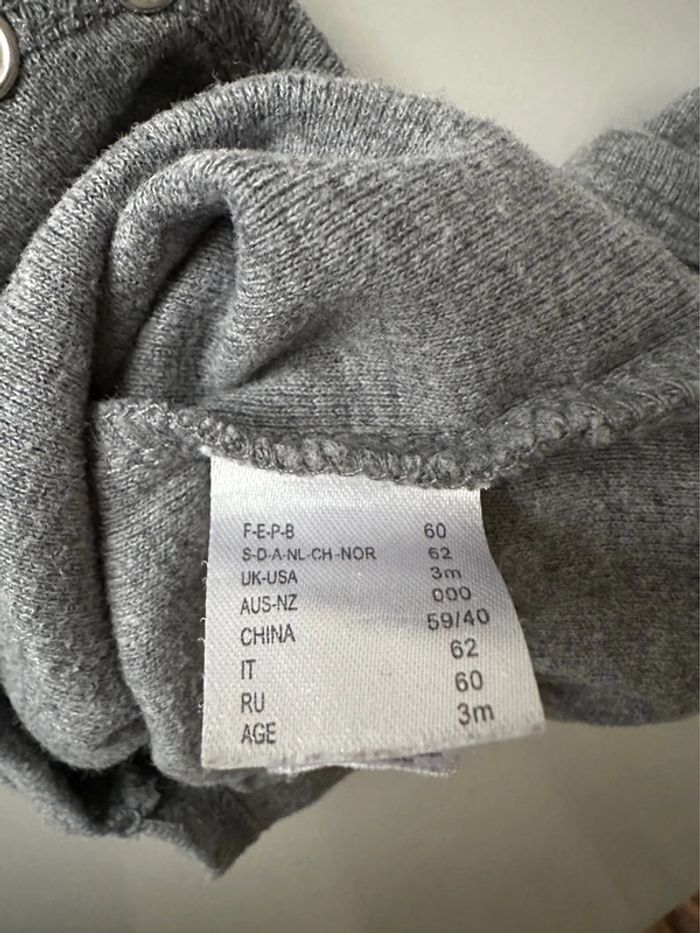 F-E-P-B 60
S-D-A-NL-CH-NOR 62
UK-USA 3m
AUS-NZ 000
CHINA 59/40
IT 62
RU 60
AGE 3m